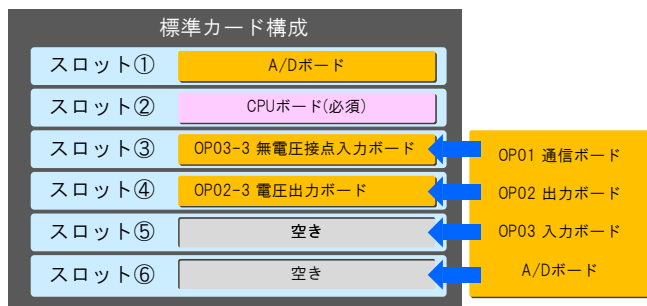 標準カード構成
スロット① A/Dボード
スロット② CPUボード(必須)
スロット③ OP03-3 無電圧接点入力ボード
スロット④ OP02-3 電圧出力ボード
スロット⑤ 空き
スロット⑥ 空き
OP01 通信ボード
OP02 出力ボード
OP03 入力ボード
A/Dボード